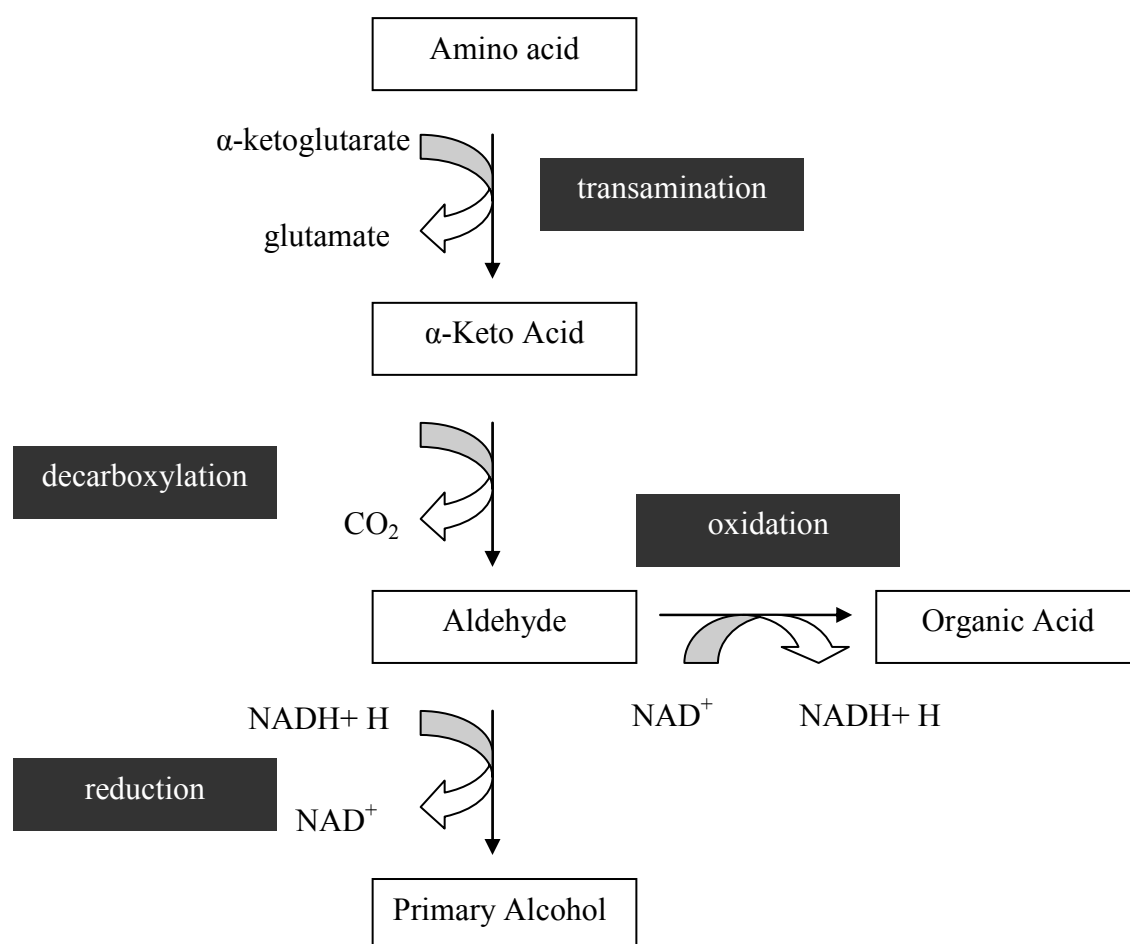 Amino acid
α-ketoglutarate
transamination
glutamate
α-Keto Acid
decarboxylation
CO₂
oxidation
Aldehyde
Organic Acid
NADH+ H
NAD⁺
NADH+ H
reduction
NAD⁺
Primary Alcohol